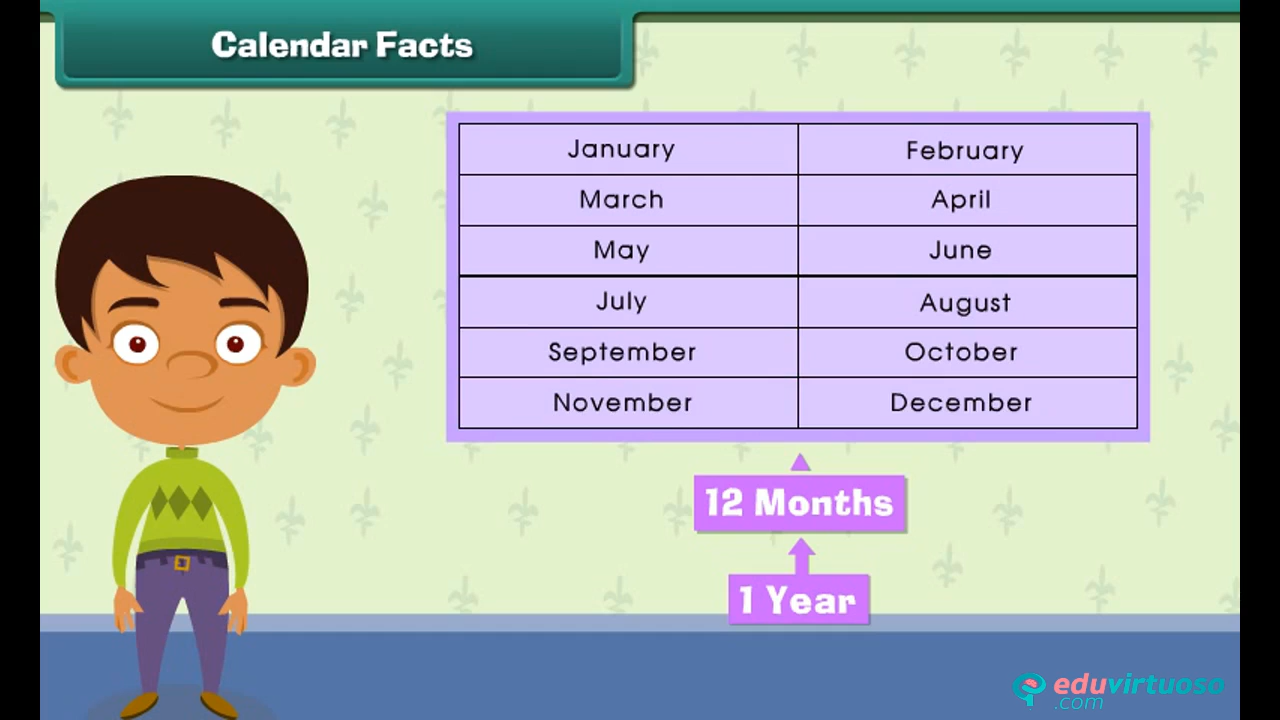 Calendar Facts
January February
March April
May June
July August
September October
November December
12 Months
1 Year
eduvirtuoso
.com